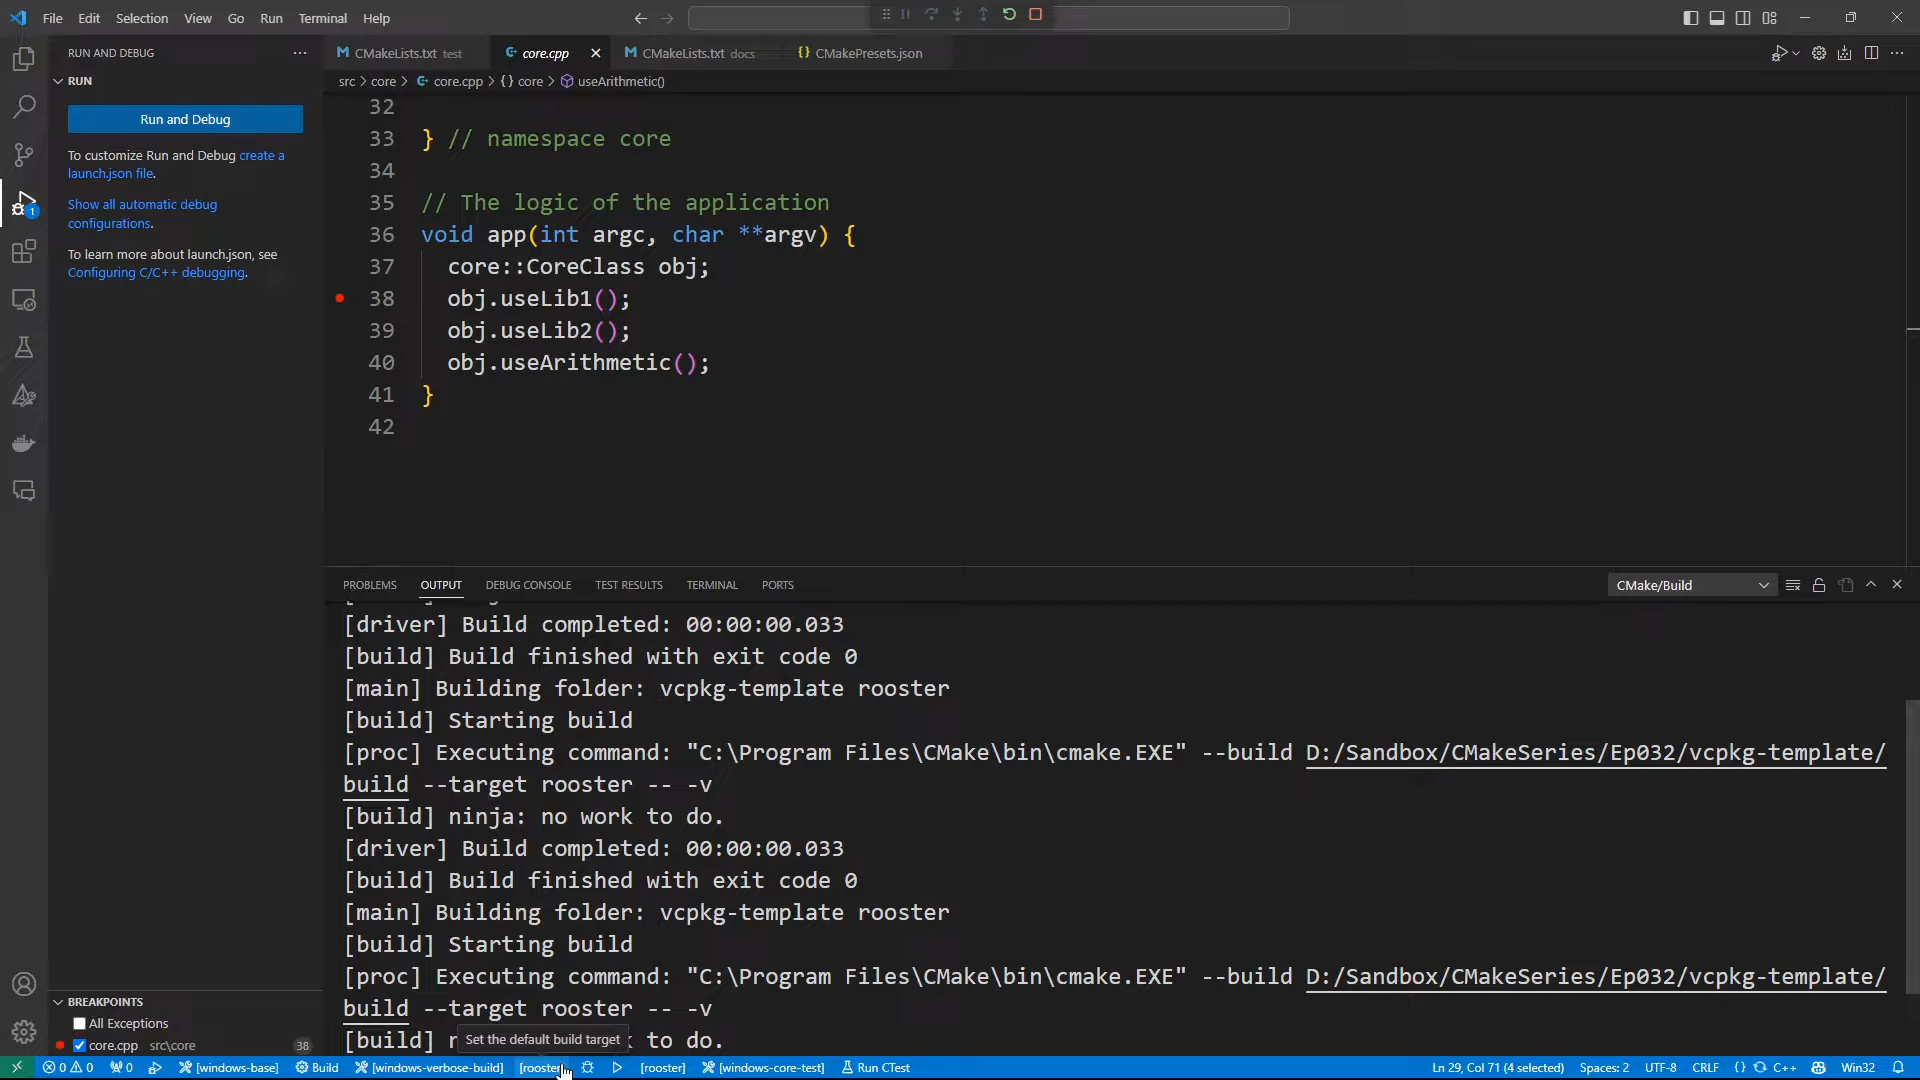 File Edit Selection View Go Run Terminal Help
RUN AND DEBUG
CMakeLists.txt test
core.cpp
CMakeLists.txt docs
CMakePresets.json
RUN
src > core > core.cpp > {} core > useArithmetic()
Run and Debug
To customize Run and Debug create a
launch.json file.
Show all automatic debug
configurations.
To learn more about launch.json, see
Configuring C/C++ debugging.
1
32
33 } // namespace core
34
35 // The logic of the application
36 void app(int argc, char **argv) {
37 core::CoreClass obj;
38 obj.useLib1();
39 obj.useLib2();
40 obj.useArithmetic();
41 }
42
PROBLEMS OUTPUT DEBUG CONSOLE TEST RESULTS TERMINAL PORTS
CMake/Build
[driver] Build completed: 00:00:00.033
[build] Build finished with exit code 0
[main] Building folder: vcpkg-template rooster
[build] Starting build
[proc] Executing command: "C:\Program Files\CMake\bin\cmake.EXE" --build D:/Sandbox/CMakeSeries/Ep032/vcpkg-template/
build --target rooster -- -v
[build] ninja: no work to do.
[driver] Build completed: 00:00:00.033
[build] Build finished with exit code 0
[main] Building folder: vcpkg-template rooster
[build] Starting build
[proc] Executing command: "C:\Program Files\CMake\bin\cmake.EXE" --build D:/Sandbox/CMakeSeries/Ep032/vcpkg-template/
build --target rooster -- -v
[build] to do.
Set the default build target
BREAKPOINTS
All Exceptions
core.cpp src\core 38
0 0 0 [windows-base] Build [windows-verbose-build] [rooster [rooster] [windows-core-test] Run CTest Ln 29, Col 71 (4 selected) Spaces: 2 UTF-8 CRLF {} C++ Win32